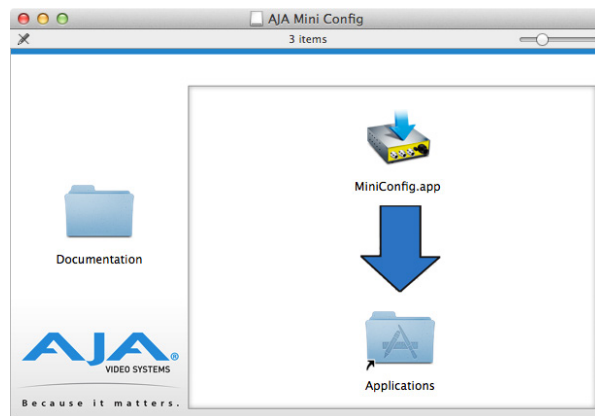 AJA Mini Config
3 items
MiniConfig.app
Documentation
AJA®
VIDEO SYSTEMS
Because it matters.
Applications